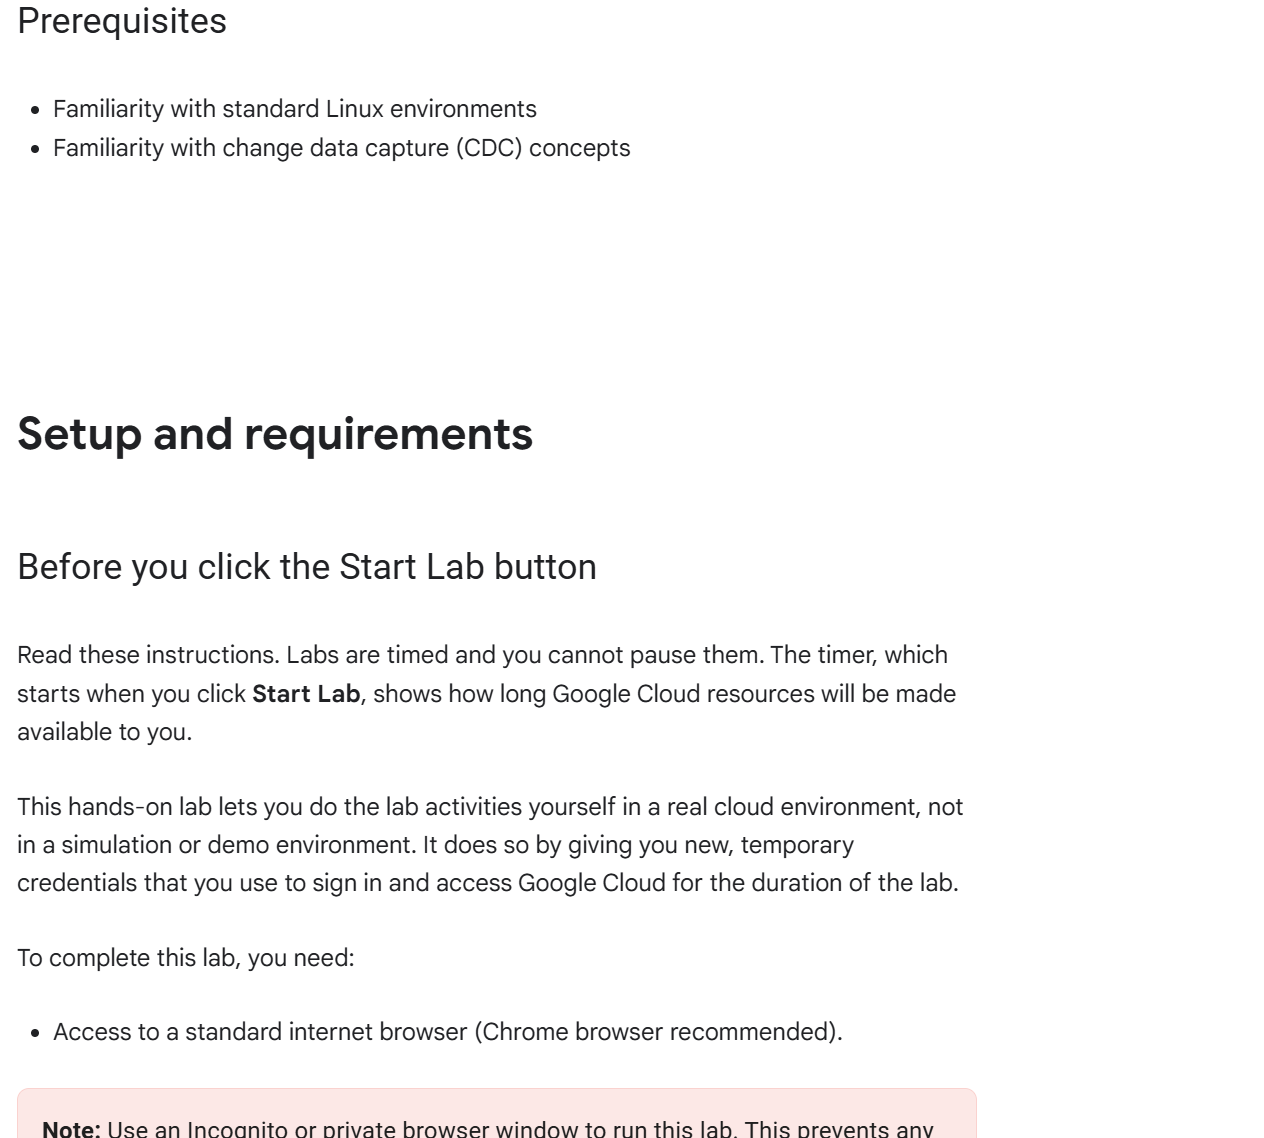 Prerequisites
Familiarity with standard Linux environments
Familiarity with change data capture (CDC) concepts
Setup and requirements
Before you click the Start Lab button
Read these instructions. Labs are timed and you cannot pause them. The timer, which
starts when you click Start Lab, shows how long Google Cloud resources will be made
available to you.
This hands-on lab lets you do the lab activities yourself in a real cloud environment, not
in a simulation or demo environment. It does so by giving you new, temporary
credentials that you use to sign in and access Google Cloud for the duration of the lab.
To complete this lab, you need:
Access to a standard internet browser (Chrome browser recommended).
Note: Use an Incognito or private browser window to run this lab. This prevents any